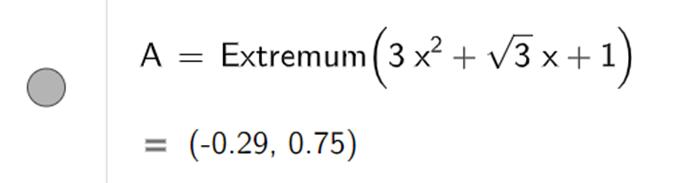 A = Extremum(3 x² + √3 x + 1)
= (-0.29, 0.75)